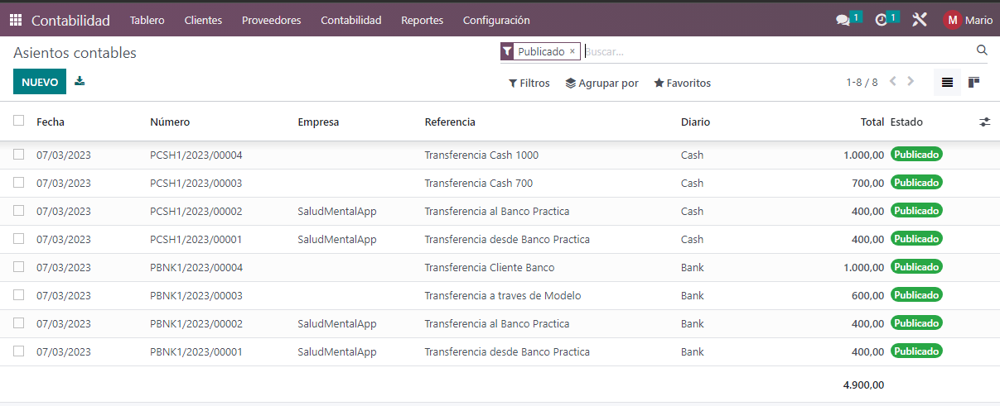 Contabilidad Tablero Clientes Proveedores Contabilidad Reportes Configuración 1 1 M Mario
Asientos contables Publicado × Buscar...
NUEVO Filtros Agrupar por Favoritos 1-8 / 8
Fecha Número Empresa Referencia Diario Total Estado
07/03/2023 PCSH1/2023/00004 Transferencia Cash 1000 Cash 1.000,00 Publicado
07/03/2023 PCSH1/2023/00003 Transferencia Cash 700 Cash 700,00 Publicado
07/03/2023 PCSH1/2023/00002 SaludMentalApp Transferencia al Banco Practica Cash 400,00 Publicado
07/03/2023 PCSH1/2023/00001 SaludMentalApp Transferencia desde Banco Practica Cash 400,00 Publicado
07/03/2023 PBNK1/2023/00004 Transferencia Cliente Banco Bank 1.000,00 Publicado
07/03/2023 PBNK1/2023/00003 Transferencia a traves de Modelo Bank 600,00 Publicado
07/03/2023 PBNK1/2023/00002 SaludMentalApp Transferencia al Banco Practica Bank 400,00 Publicado
07/03/2023 PBNK1/2023/00001 SaludMentalApp Transferencia desde Banco Practica Bank 400,00 Publicado
4.900,00